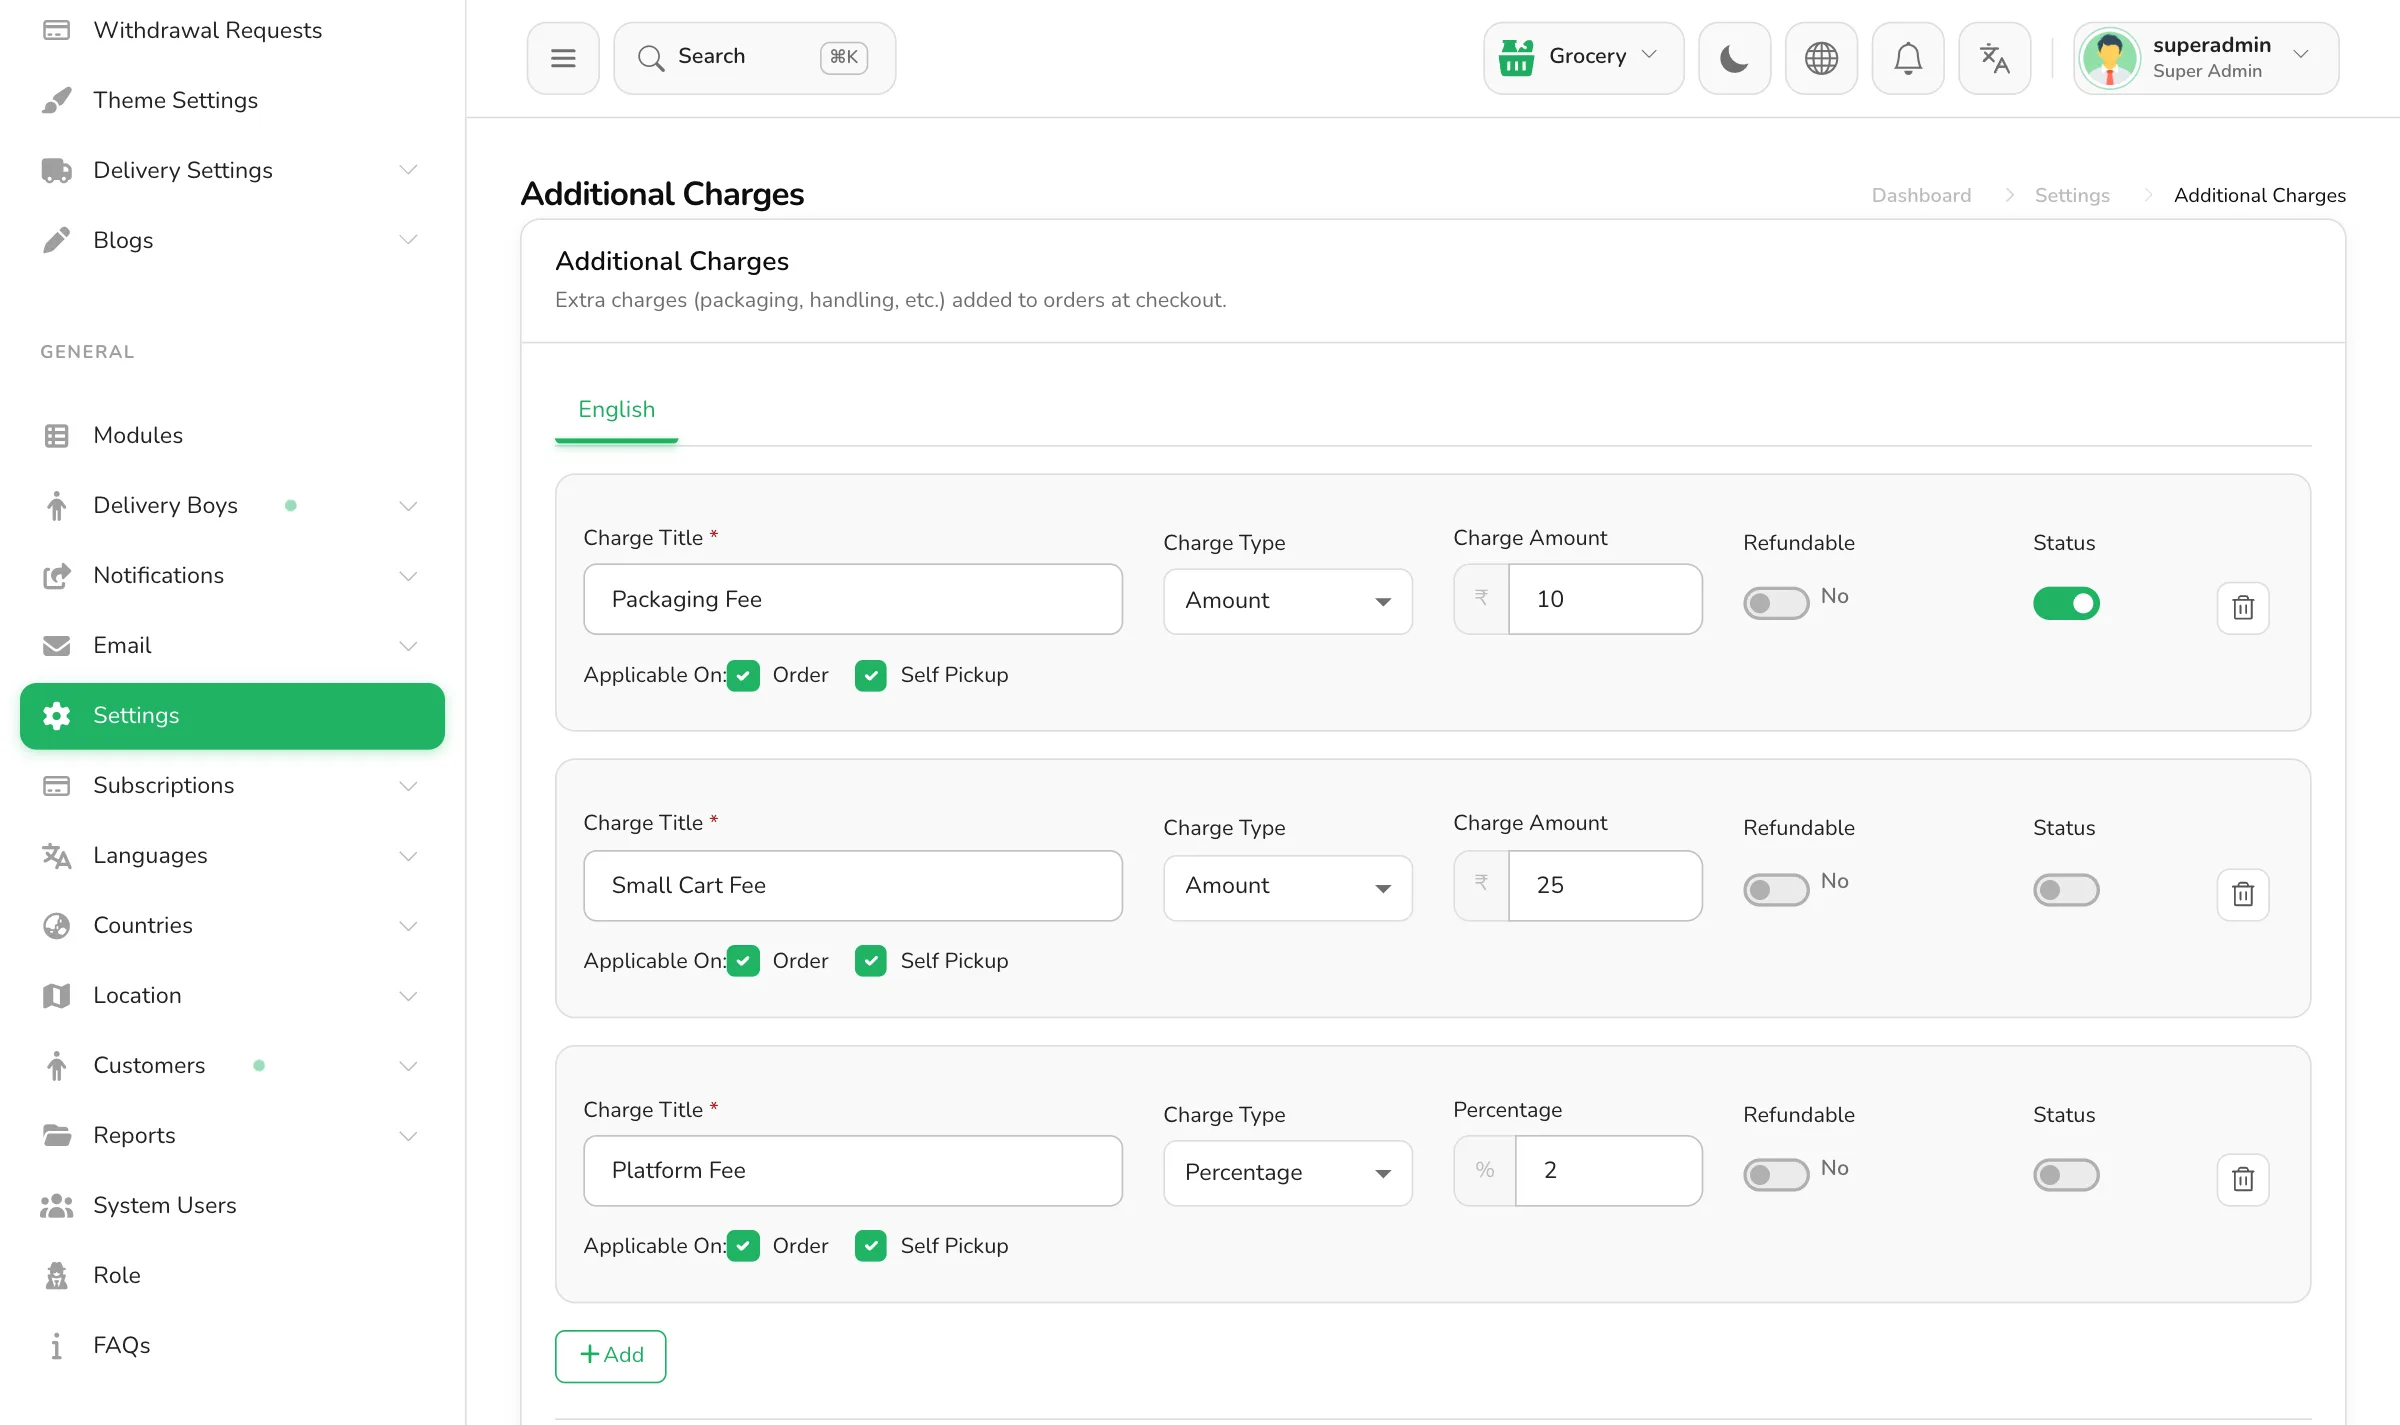 Withdrawal Requests
Theme Settings
Delivery Settings
Blogs
GENERAL
Modules
Delivery Boys
Notifications
Email
Settings
Subscriptions
Languages
Countries
Location
Customers
Reports
System Users
Role
FAQs
Search ⌘K
Grocery
superadmin
Super Admin
Additional Charges
Dashboard > Settings > Additional Charges
Additional Charges
Extra charges (packaging, handling, etc.) added to orders at checkout.
English
Charge Title * Charge Type Charge Amount Refundable Status
Packaging Fee Amount ₹ 10 No
Applicable On: Order Self Pickup
Charge Title * Charge Type Charge Amount Refundable Status
Small Cart Fee Amount ₹ 25 No
Applicable On: Order Self Pickup
Charge Title * Charge Type Percentage Refundable Status
Platform Fee Percentage % 2 No
Applicable On: Order Self Pickup
+ Add